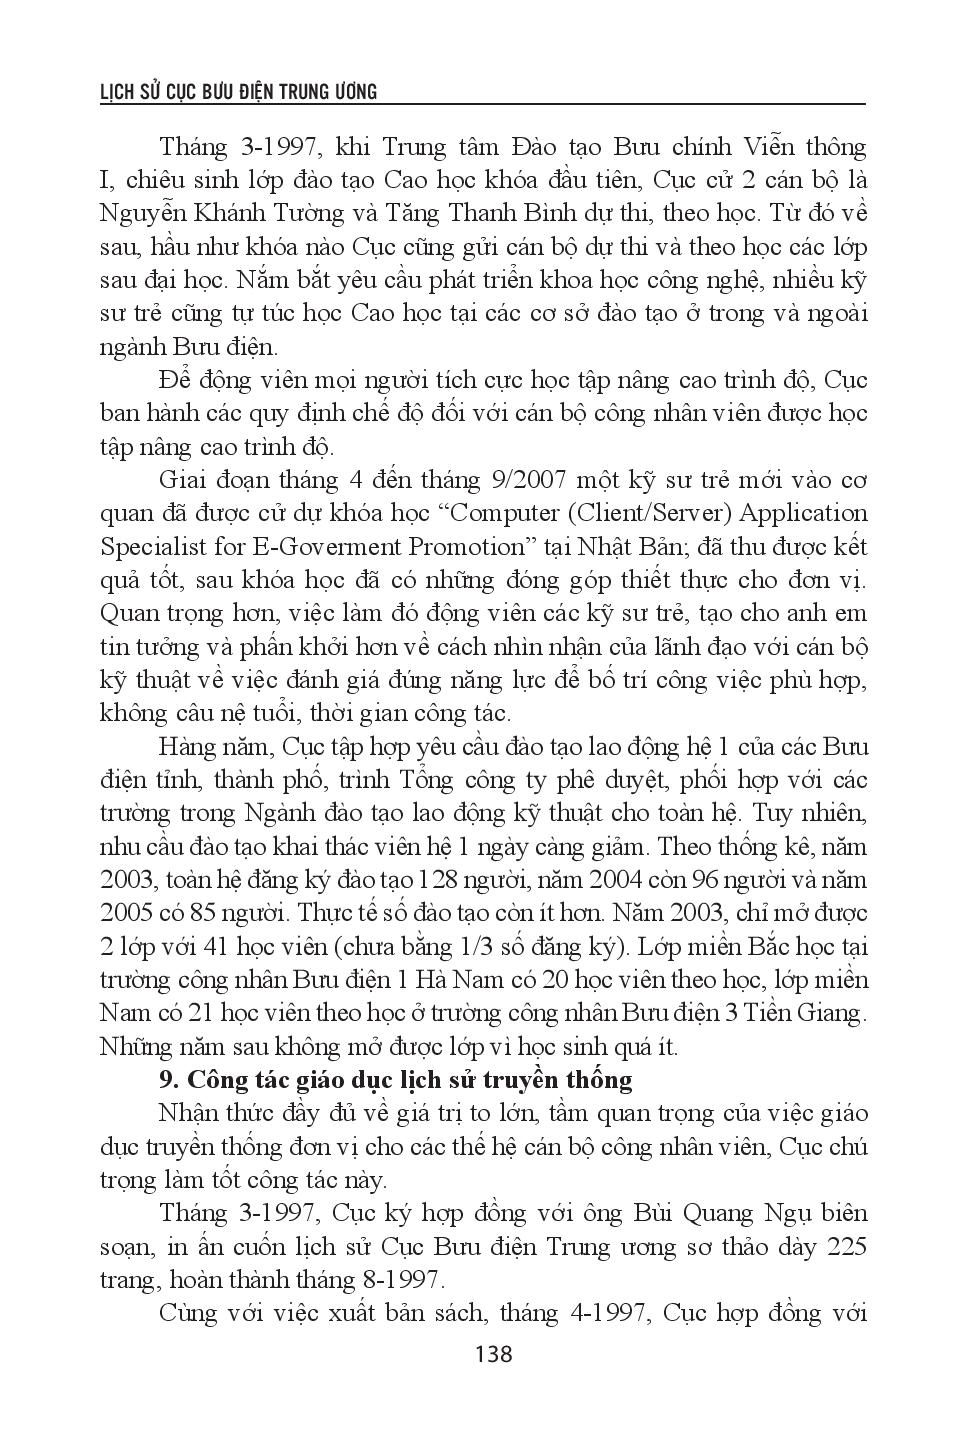 LỊCH SỬ CỤC BƯU ĐIỆN TRUNG ƯƠNG
Tháng 3-1997, khi Trung tâm Đào tạo Bưu chính Viễn thông
I, chiêu sinh lớp đào tạo Cao học khóa đầu tiên, Cục cử 2 cán bộ là
Nguyễn Khánh Tường và Tăng Thanh Bình dự thi, theo học. Từ đó về
sau, hầu như khóa nào Cục cũng gửi cán bộ dự thi và theo học các lớp
sau đại học. Nắm bắt yêu cầu phát triển khoa học công nghệ, nhiều kỹ
sư trẻ cũng tự túc học Cao học tại các cơ sở đào tạo ở trong và ngoài
ngành Bưu điện.
Để động viên mọi người tích cực học tập nâng cao trình độ, Cục
ban hành các quy định chế độ đối với cán bộ công nhân viên được học
tập nâng cao trình độ.
Giai đoạn tháng 4 đến tháng 9/2007 một kỹ sư trẻ mới vào cơ
quan đã được cử dự khóa học “Computer (Client/Server) Application
Specialist for E-Goverment Promotion” tại Nhật Bản; đã thu được kết
quả tốt, sau khóa học đã có những đóng góp thiết thực cho đơn vị.
Quan trọng hơn, việc làm đó động viên các kỹ sư trẻ, tạo cho anh em
tin tưởng và phấn khởi hơn về cách nhìn nhận của lãnh đạo với cán bộ
kỹ thuật về việc đánh giá đúng năng lực để bố trí công việc phù hợp,
không câu nệ tuổi, thời gian công tác.
Hàng năm, Cục tập hợp yêu cầu đào tạo lao động hệ 1 của các Bưu
điện tỉnh, thành phố, trình Tổng công ty phê duyệt, phối hợp với các
trường trong Ngành đào tạo lao động kỹ thuật cho toàn hệ. Tuy nhiên,
nhu cầu đào tạo khai thác viên hệ 1 ngày càng giảm. Theo thống kê, năm
2003, toàn hệ đăng ký đào tạo 128 người, năm 2004 còn 96 người và năm
2005 có 85 người. Thực tế số đào tạo còn ít hơn. Năm 2003, chỉ mở được
2 lớp với 41 học viên (chưa bằng 1/3 số đăng ký). Lớp miền Bắc học tại
trường công nhân Bưu điện 1 Hà Nam có 20 học viên theo học, lớp miền
Nam có 21 học viên theo học ở trường công nhân Bưu điện 3 Tiền Giang.
Những năm sau không mở được lớp vì học sinh quá ít.
9. Công tác giáo dục lịch sử truyền thống
Nhận thức đầy đủ về giá trị to lớn, tầm quan trọng của việc giáo
dục truyền thống đơn vị cho các thế hệ cán bộ công nhân viên, Cục chú
trọng làm tốt công tác này.
Tháng 3-1997, Cục ký hợp đồng với ông Bùi Quang Ngụ biên
soạn, in ấn cuốn lịch sử Cục Bưu điện Trung ương sơ thảo dày 225
trang, hoàn thành tháng 8-1997.
Cùng với việc xuất bản sách, tháng 4-1997, Cục hợp đồng với
138